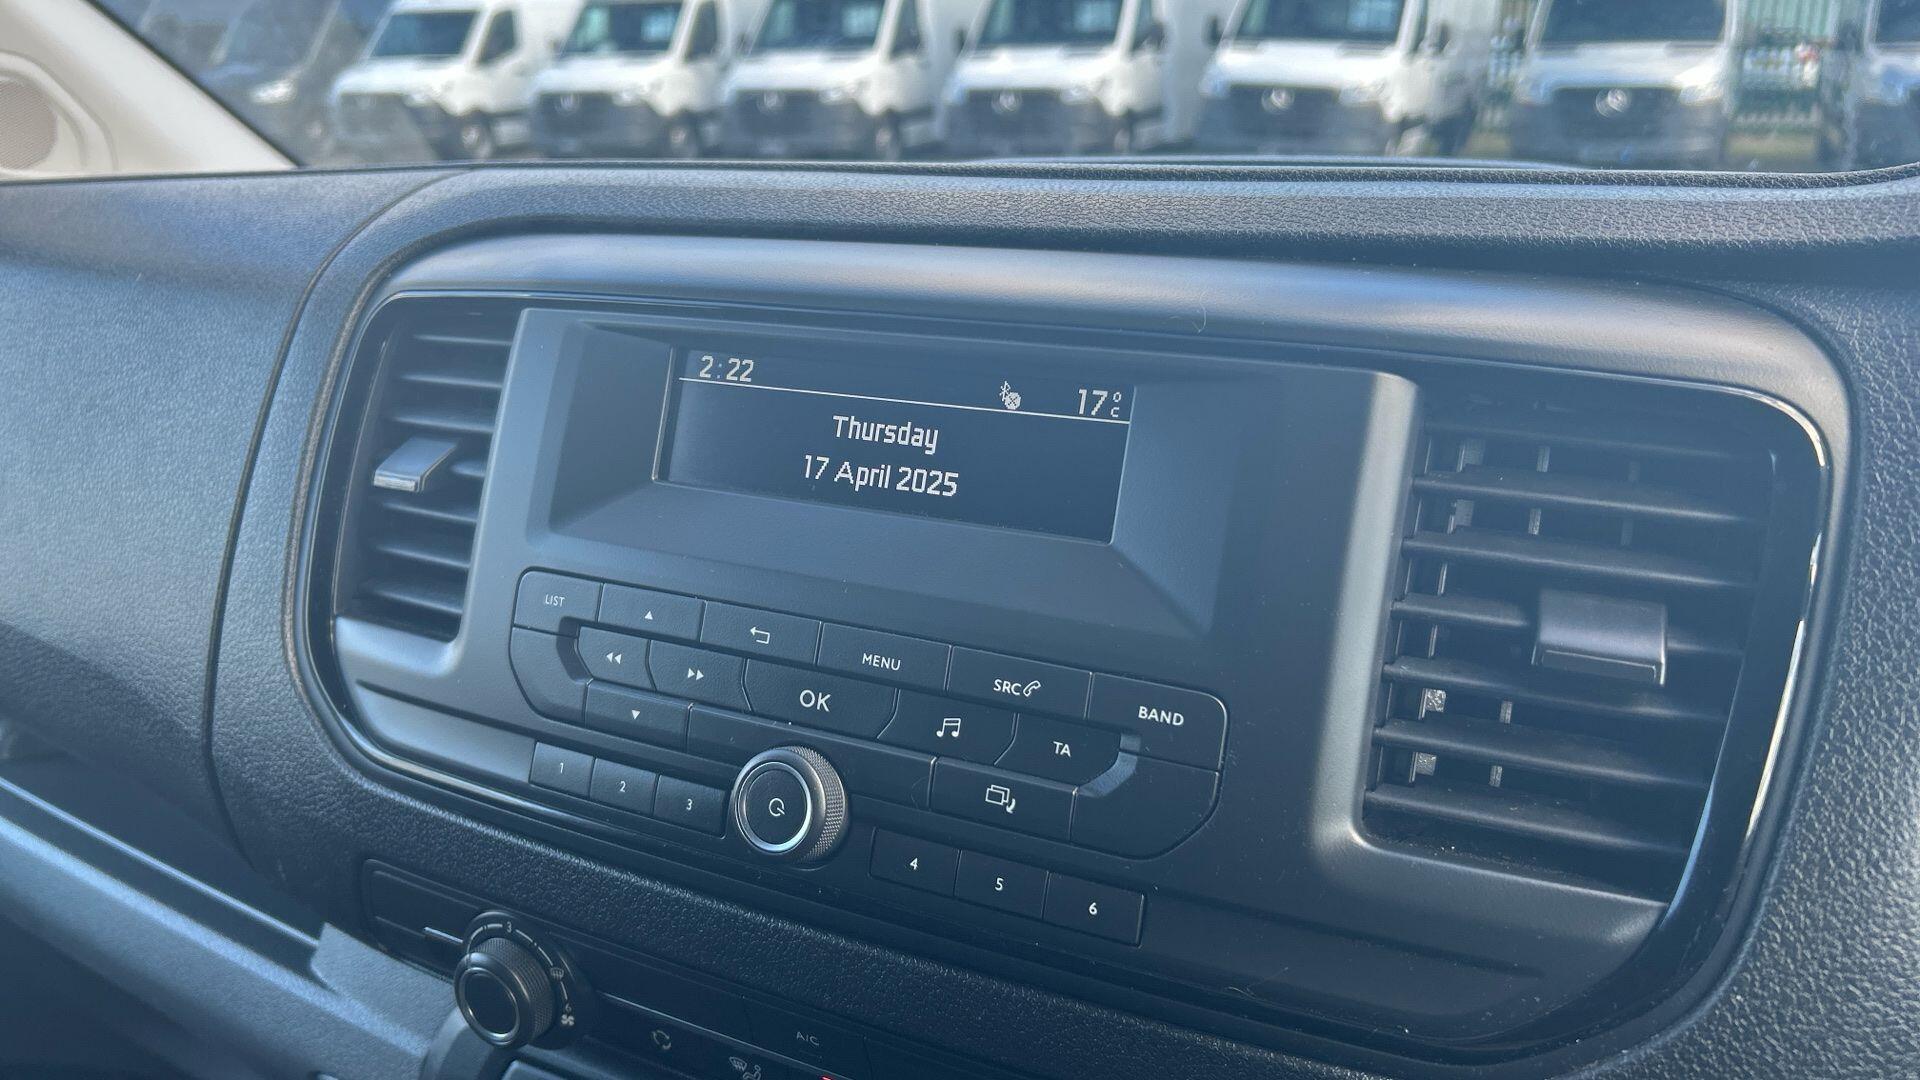 2:22
17°C
Thursday
17 April 2025
LIST
MENU
SRC
BAND
OK
TA
1
2
3
4
5
6
3
A/C